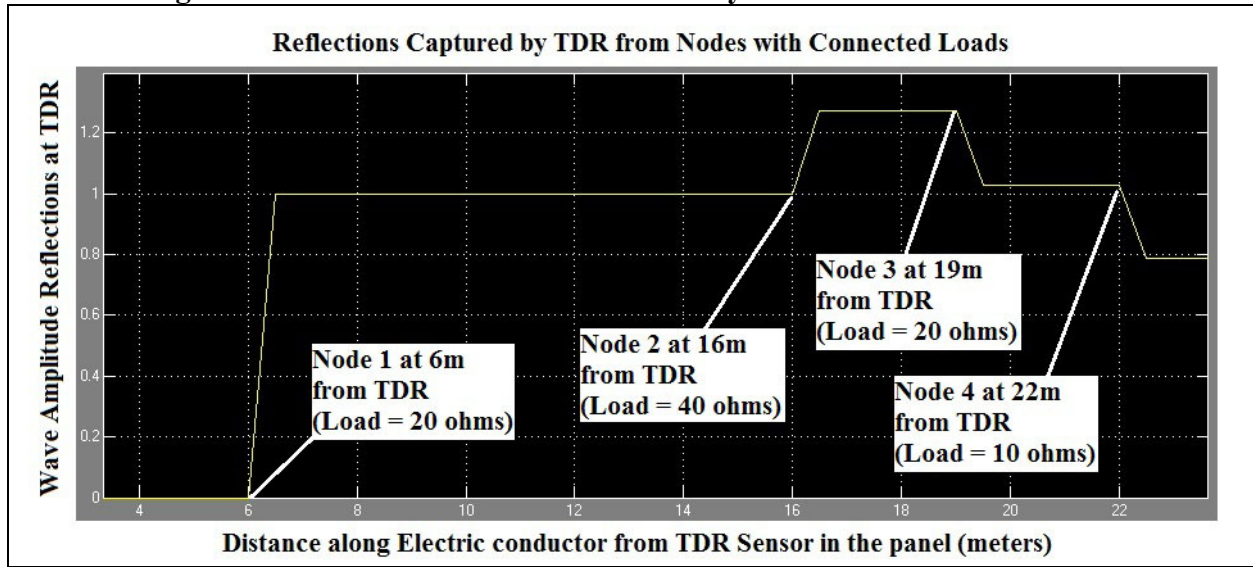 Reflections Captured by TDR from Nodes with Connected Loads
Wave Amplitude Reflections at TDR
1.2
1
0.8
0.6
0.4
0.2
0
Node 1 at 6m
from TDR
(Load = 20 ohms)
Node 2 at 16m
from TDR
(Load = 40 ohms)
Node 3 at 19m
from TDR
(Load = 20 ohms)
Node 4 at 22m
from TDR
(Load = 10 ohms)
4 6 8 10 12 14 16 18 20 22
Distance along Electric conductor from TDR Sensor in the panel (meters)